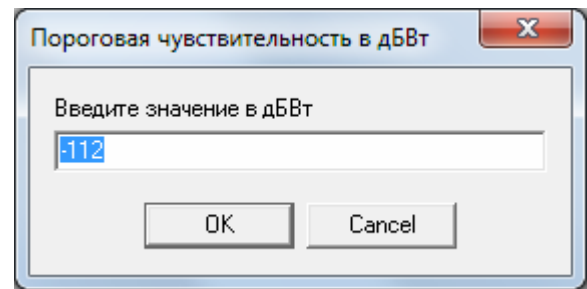 Пороговая чувствительность в дБВт
Введите значение в дБВт
-112
OK
Cancel